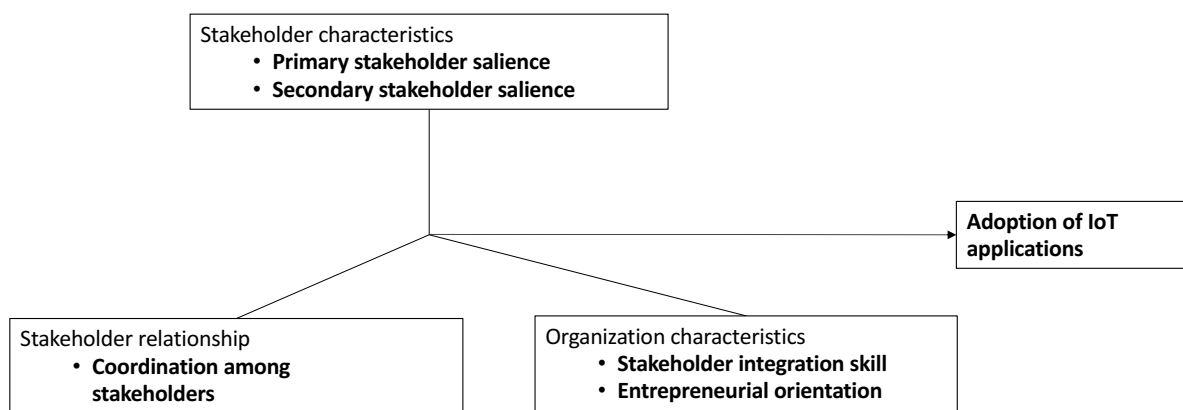 Stakeholder characteristics
• Primary stakeholder salience
• Secondary stakeholder salience
Adoption of IoT
applications
Stakeholder relationship
• Coordination among
stakeholders
Organization characteristics
• Stakeholder integration skill
• Entrepreneurial orientation